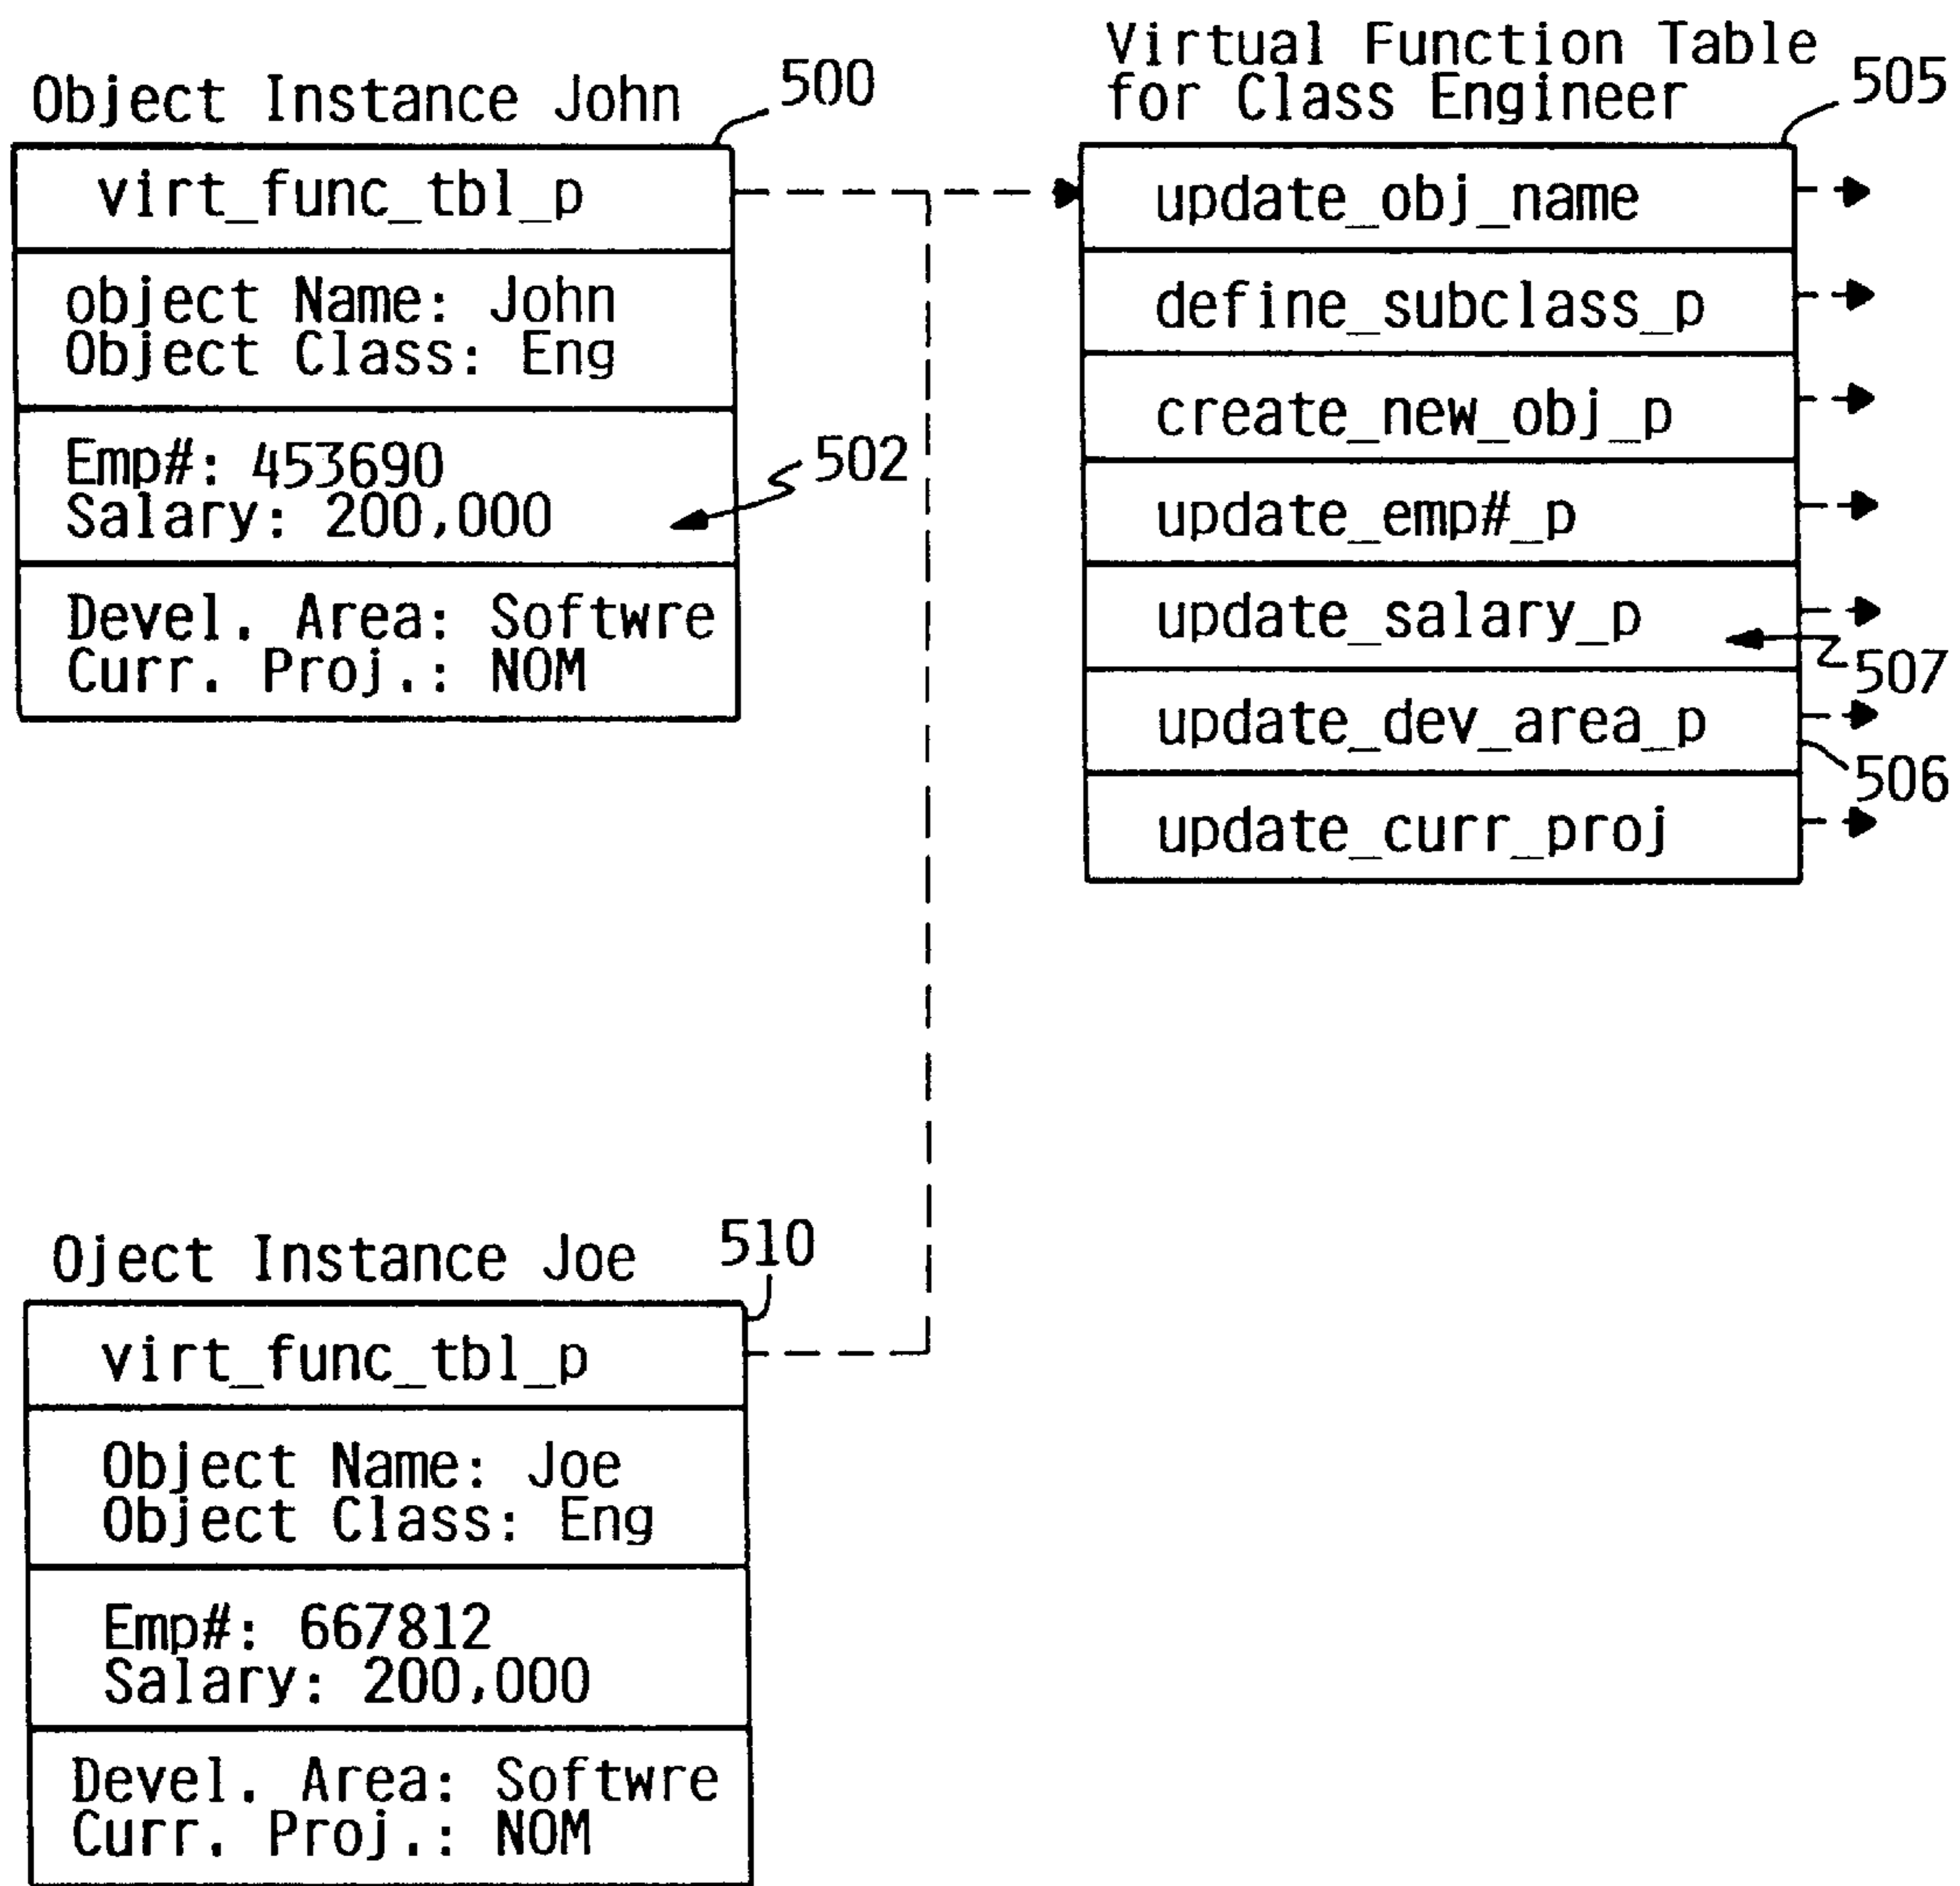 Object Instance John
500
virt_func_tbl_p
object Name: John
Object Class: Eng
Emp#: 453690
Salary: 200,000
502
Devel. Area: Softwre
Curr. Proj.: NOM
Virtual Function Table
for Class Engineer
505
update_obj_name
define_subclass_p
create_new_obj_p
update_emp#_p
update_salary_p
507
update_dev_area_p
506
update_curr_proj
Oject Instance Joe
510
virt_func_tbl_p
Object Name: Joe
Object Class: Eng
Emp#: 667812
Salary: 200,000
Devel. Area: Softwre
Curr. Proj.: NOM